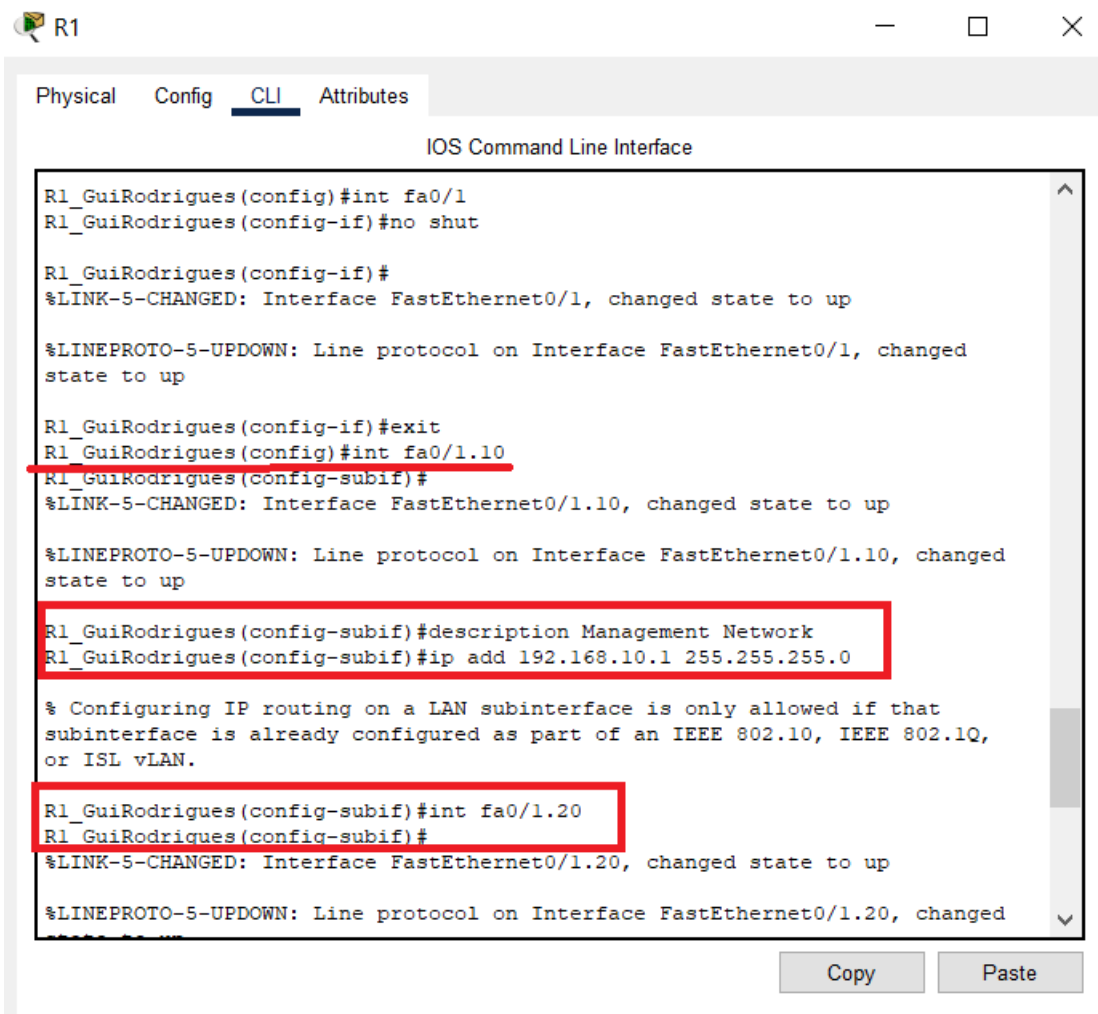 R1
Physical Config CLI Attributes
IOS Command Line Interface
R1_GuiRodrigues(config)#int fa0/1
R1_GuiRodrigues(config-if)#no shut
R1_GuiRodrigues(config-if)#
%LINK-5-CHANGED: Interface FastEthernet0/1, changed state to up
%LINEPROTO-5-UPDOWN: Line protocol on Interface FastEthernet0/1, changed
state to up
R1_GuiRodrigues(config-if)#exit
R1_GuiRodrigues(config)#int fa0/1.10
R1_GuiRodrigues(config-subif)#
%LINK-5-CHANGED: Interface FastEthernet0/1.10, changed state to up
%LINEPROTO-5-UPDOWN: Line protocol on Interface FastEthernet0/1.10, changed
state to up
R1_GuiRodrigues(config-subif)#description Management Network
R1_GuiRodrigues(config-subif)#ip add 192.168.10.1 255.255.255.0
% Configuring IP routing on a LAN subinterface is only allowed if that
subinterface is already configured as part of an IEEE 802.10, IEEE 802.1Q,
or ISL vLAN.
R1_GuiRodrigues(config-subif)#int fa0/1.20
R1_GuiRodrigues(config-subif)#
%LINK-5-CHANGED: Interface FastEthernet0/1.20, changed state to up
%LINEPROTO-5-UPDOWN: Line protocol on Interface FastEthernet0/1.20, changed
Copy Paste